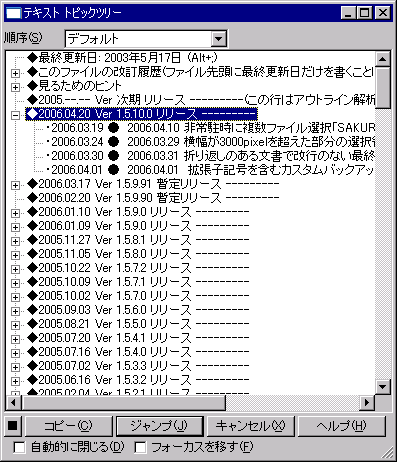 テキスト トピックツリー
順序(S) デフォルト
◆最終更新日: 2003年5月17日 (Alt+;)
◆このファイルの改訂履歴(ファイル先頭に最終更新日だけを書くこと
◆見るためのヒント
◆2005.--.-- Ver 次期 リリース ---------(この行はアウトライン解析
◆2006.04.20 Ver 1.5.10.0 リリース ---------
・2006.03.19 ● 2006.04.10 非常駐時に複数ファイル選択「SAKUR
・2006.03.24 ● 2006.03.29 横幅が3000pixelを超えた部分の選択
・2006.03.30 ● 2006.03.31 折り返しのある文書で改行のない最終
・2006.04.01 ● 2006.04.01 拡張子記号を含むカスタムバックアッ
◆2006.03.17 Ver 1.5.9.91 暫定リリース ---------
◆2006.02.20 Ver 1.5.9.90 暫定リリース ---------
◆2006.01.10 Ver 1.5.9.0 リリース ---------
◆2006.01.09 Ver 1.5.9.0 リリース ---------
◆2005.11.27 Ver 1.5.8.1 リリース ---------
◆2005.11.05 Ver 1.5.8.0 リリース ---------
◆2005.10.22 Ver 1.5.7.2 リリース ---------
◆2005.10.09 Ver 1.5.7.1 リリース ---------
◆2005.10.02 Ver 1.5.7.0 リリース ---------
◆2005.09.03 Ver 1.5.6.0 リリース ---------
◆2005.08.21 Ver 1.5.5.0 リリース ---------
◆2005.07.20 Ver 1.5.4.1 リリース ---------
◆2005.07.16 Ver 1.5.4.0 リリース ---------
◆2005.07.02 Ver 1.5.3.3 リリース ---------
◆2005.06.16 Ver 1.5.3.2 リリース ---------
コピー(C) ジャンプ(J) キャンセル(X) ヘルプ(H)
自動的に閉じる(D) フォーカスを移す(F)